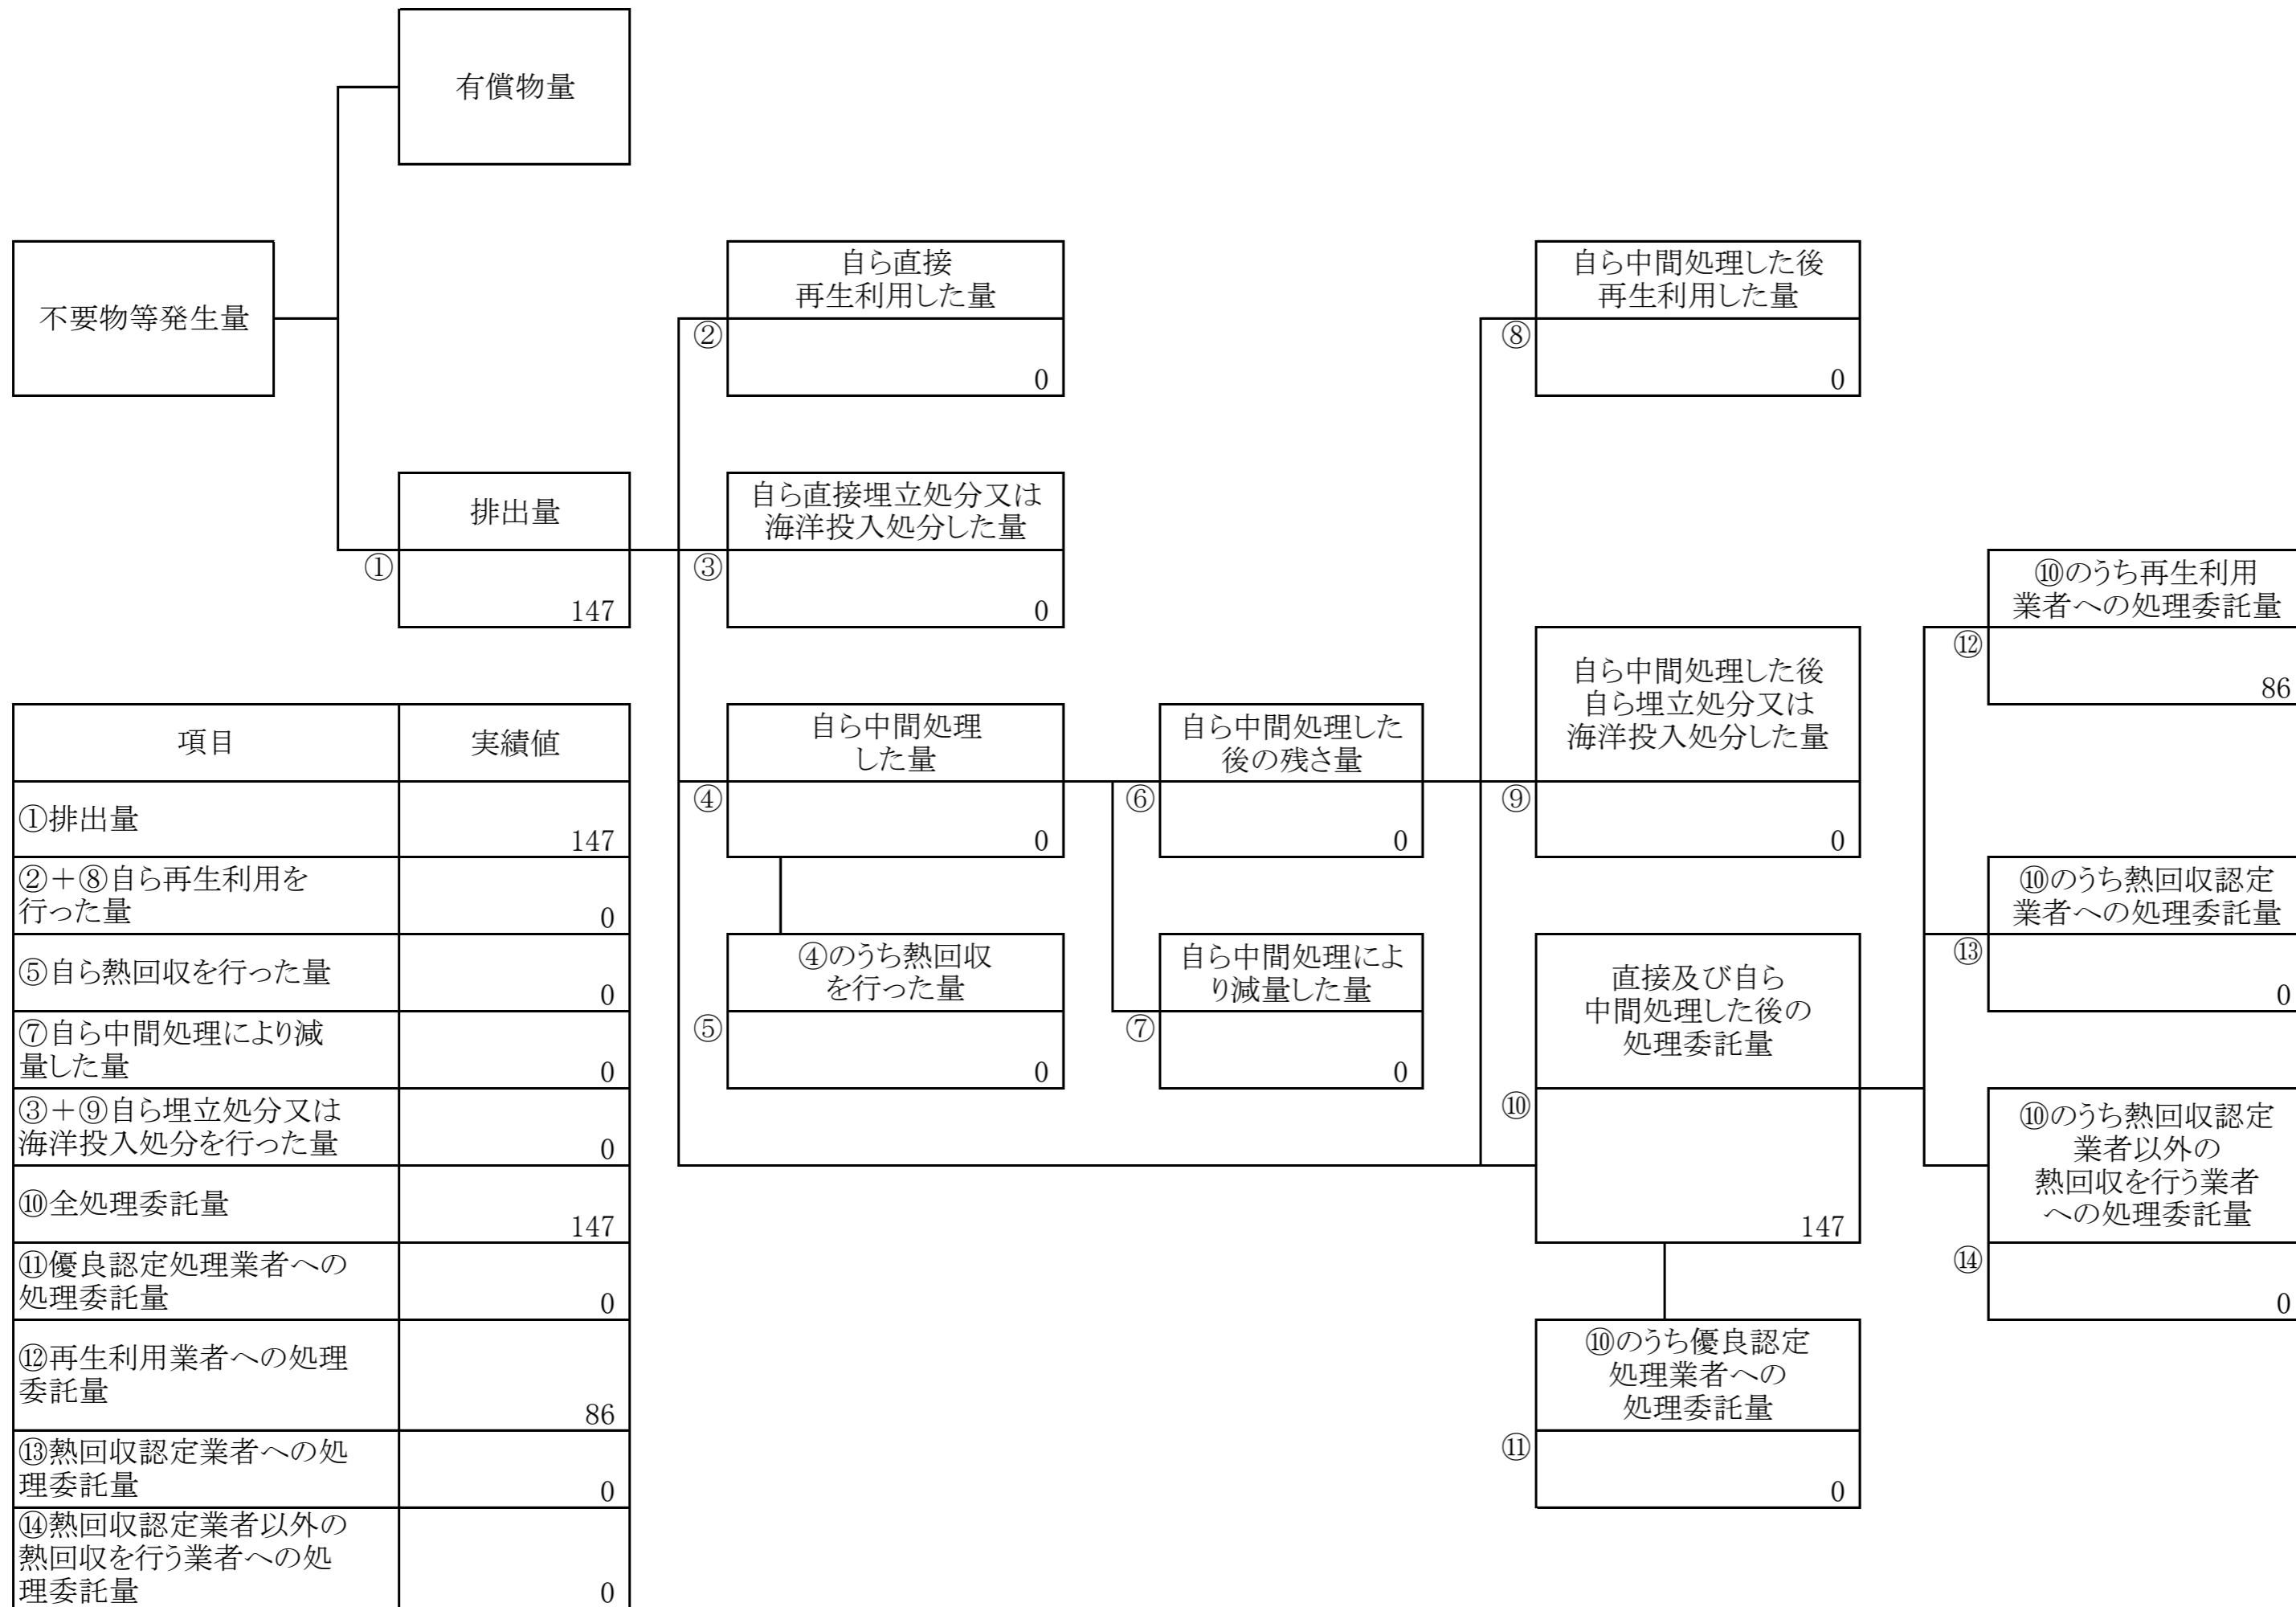 有償物量
不要物等発生量
自ら直接
再生利用した量
②
0
自ら中間処理した後
再生利用した量
⑧
0
排出量
①
147
自ら直接埋立処分又は
海洋投入処分した量
③
0
⑩のうち再生利用
業者への処理委託量
⑫
86
自ら中間処理
した量
④
0
自ら中間処理した
後の残さ量
⑥
0
自ら中間処理した後
自ら埋立処分又は
海洋投入処分した量
⑨
0
⑩のうち熱回収認定
業者への処理委託量
⑬
0
④のうち熱回収
を行った量
⑤
0
自ら中間処理によ
り減量した量
⑦
0
直接及び自ら
中間処理した後の
処理委託量
⑩
147
⑩のうち熱回収認定
業者以外の
熱回収を行う業者
への処理委託量
⑭
0
⑩のうち優良認定
処理業者への
処理委託量
⑪
0
項目
実績値
①排出量
147
②＋⑧自ら再生利用を
行った量
0
⑤自ら熱回収を行った量
0
⑦自ら中間処理により減
量した量
0
③＋⑨自ら埋立処分又は
海洋投入処分を行った量
0
⑩全処理委託量
147
⑪優良認定処理業者への
処理委託量
0
⑫再生利用業者への処理
委託量
86
⑬熱回収認定業者への処
理委託量
0
⑭熱回収認定業者以外の
熱回収を行う業者への処
理委託量
0